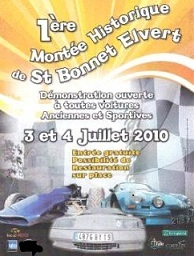 1ère
Montée Historique
de St Bonnet Elvert
Démonstration ouverte
à toutes voitures
Anciennes et Sportives
3 et 4 Juillet 2010
Entrée gratuite
Possibilité de
Restauration
sur place